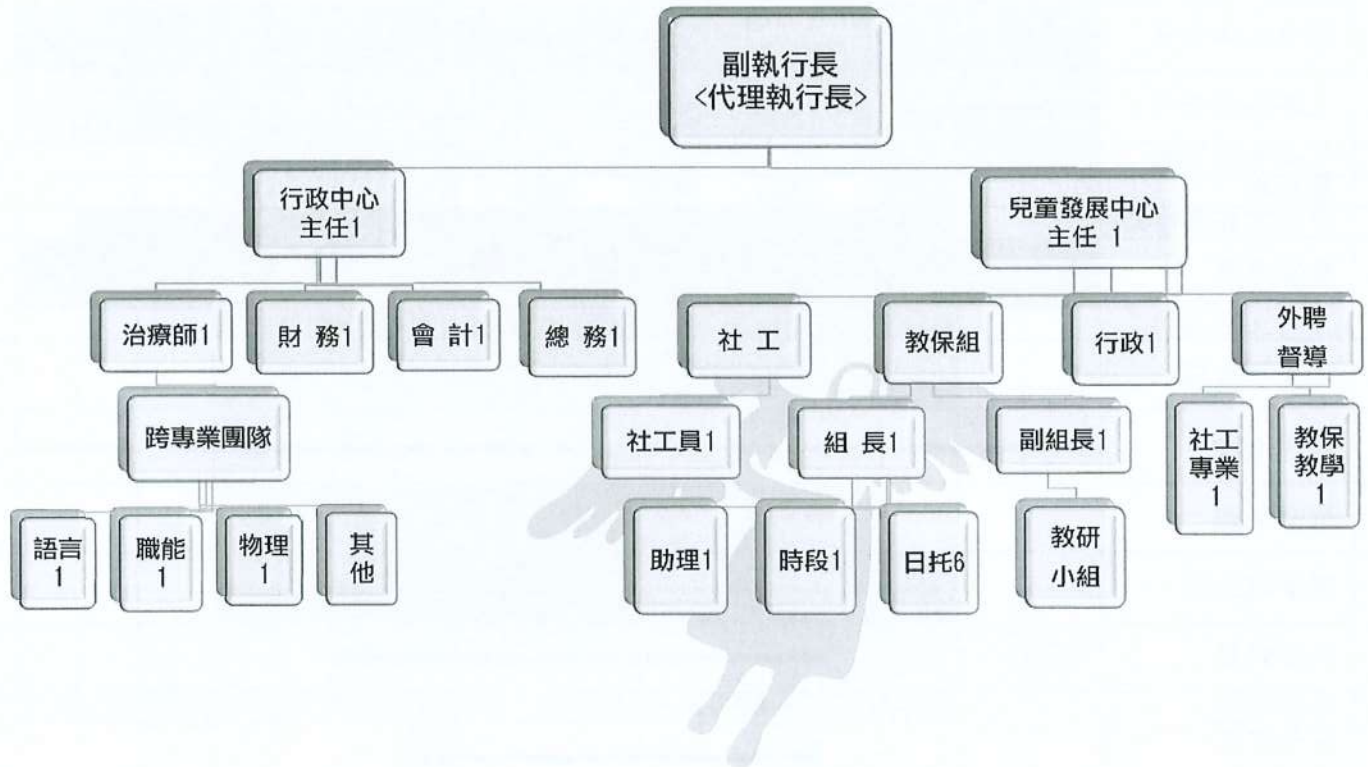 副執行長
<代理執行長>
行政中心
主任1
兒童發展中心
主任 1
治療師1
財 務1
會 計1
總 務1
社 工
教保組
行政1
外聘
督導
跨專業團隊
社工員1
組 長1
副組長1
社工
專業
1
教保
教學
1
語言
1
職能
1
物理
1
其
他
助理1
時段1
日托6
教研
小組